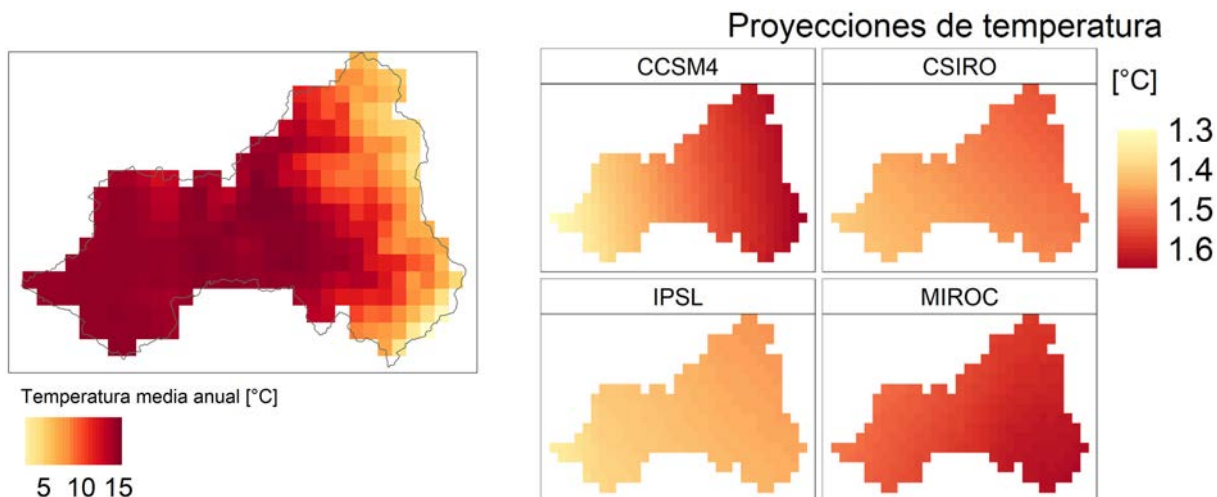 Proyecciones de temperatura
CCSM4
CSIRO
[°C]
1.3
1.4
1.5
1.6
IPSL
MIROC
Temperatura media anual [°C]
5 10 15